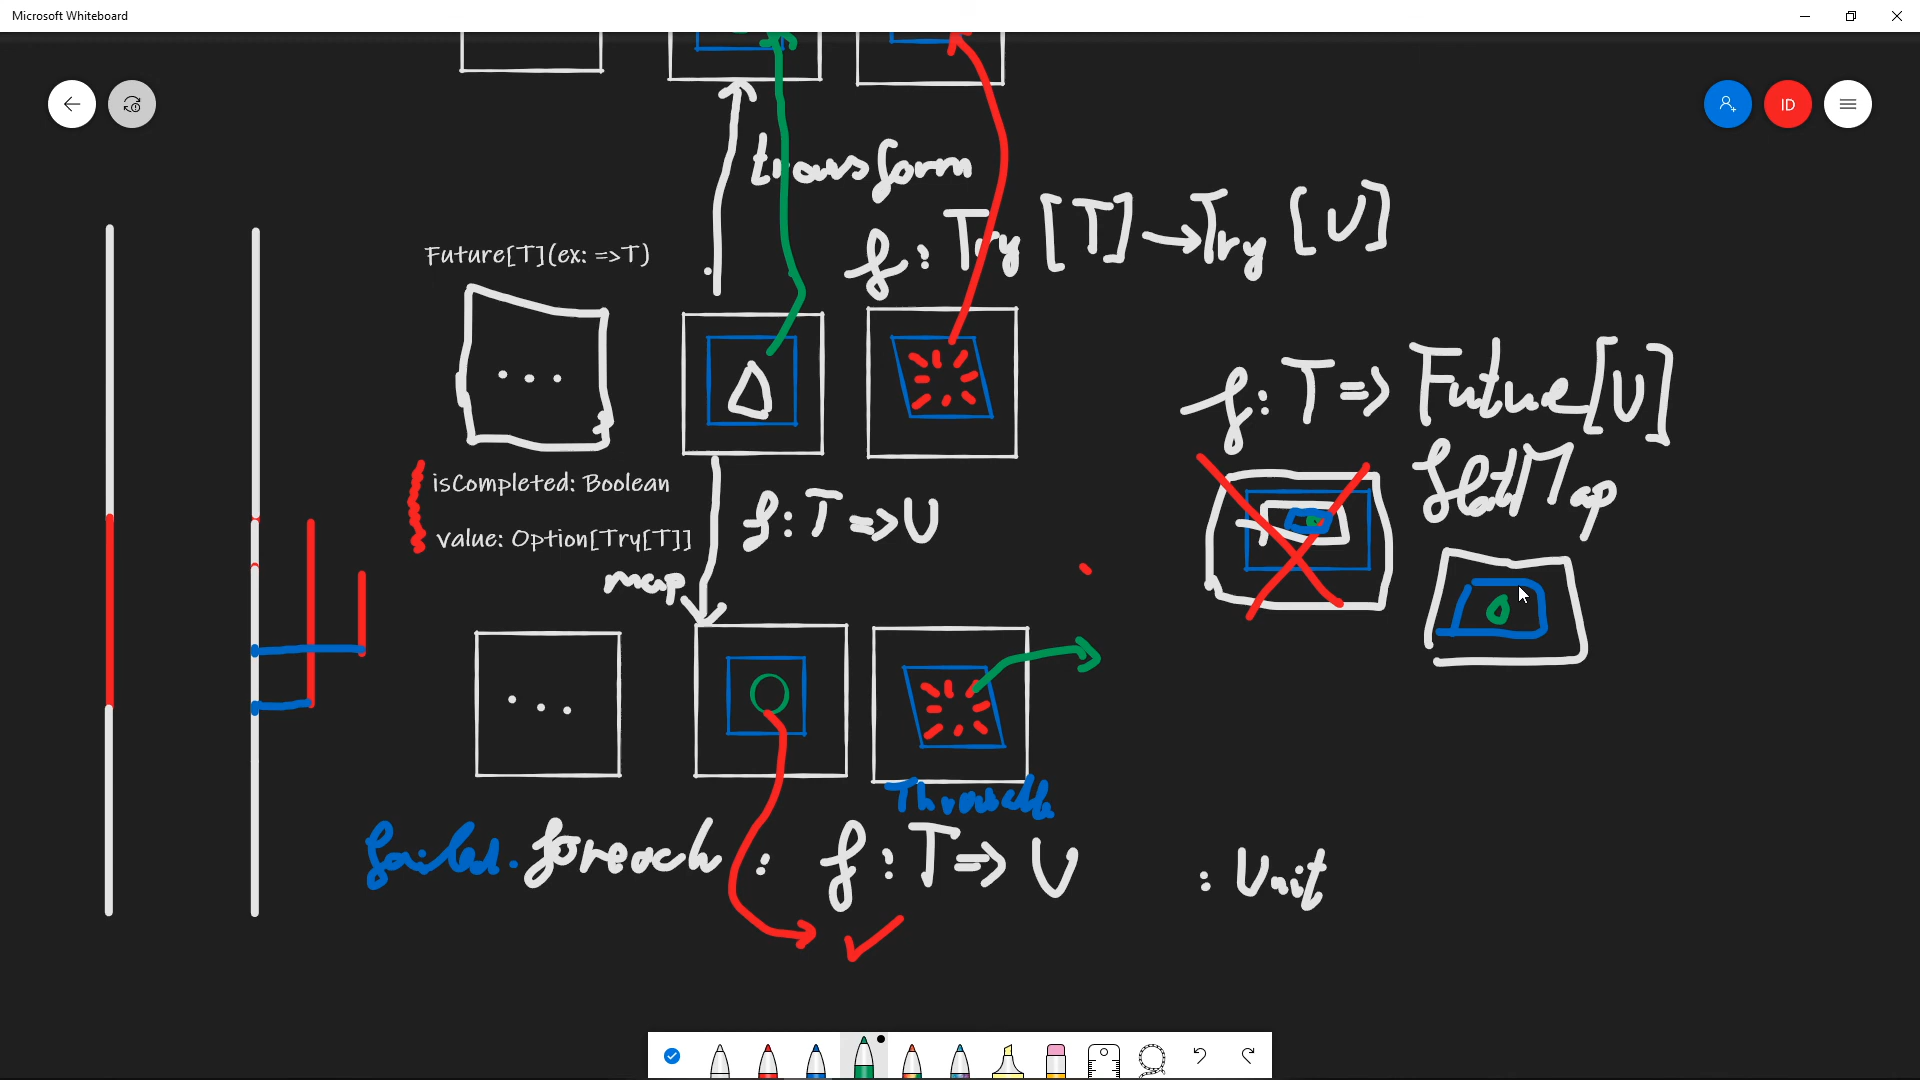 Microsoft Whiteboard
ID
transform
f: Try [T] → Try [U]
Future[T](ex: =>T)
f: T => Future[U]
flatMap
isCompleted: Boolean
value: Option[Try[T]]
f: T => U
map
Throwable
failed. foreach : f: T => U : Unit